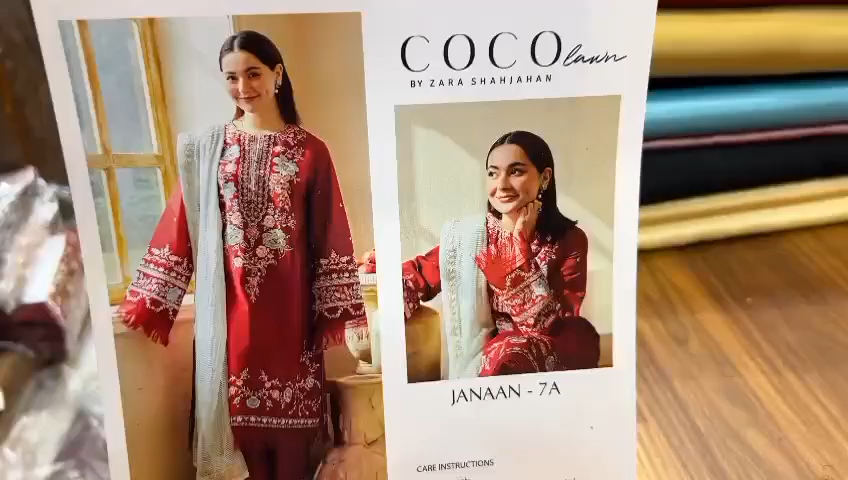 COCO lawn
BY ZARA SHAHJAHAN
JANAAN - 7A
CARE INSTRUCTIONS